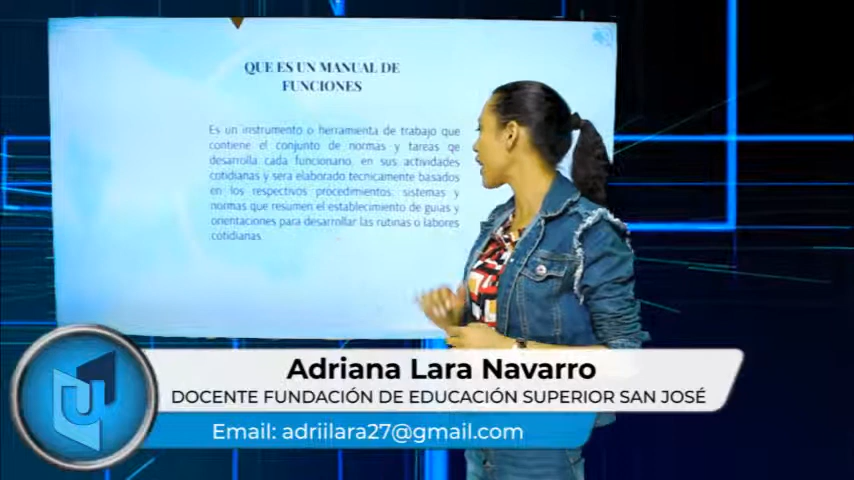 QUE ES UN MANUAL DE
FUNCIONES
Es un instrumento o herramienta de trabajo que
contiene el conjunto de normas y tareas qe
desarrolla cada funcionario, en sus actividades
cotidianas y sera elaborado tecnicamente basados
en los respectivos procedimientos, sistemas y
normas que resumen el establecimiento de guias y
orientaciones para desarrollar las rutinas o labores
cotidianas.
Adriana Lara Navarro
DOCENTE FUNDACIÓN DE EDUCACIÓN SUPERIOR SAN JOSÉ
Email: adriilara27@gmail.com